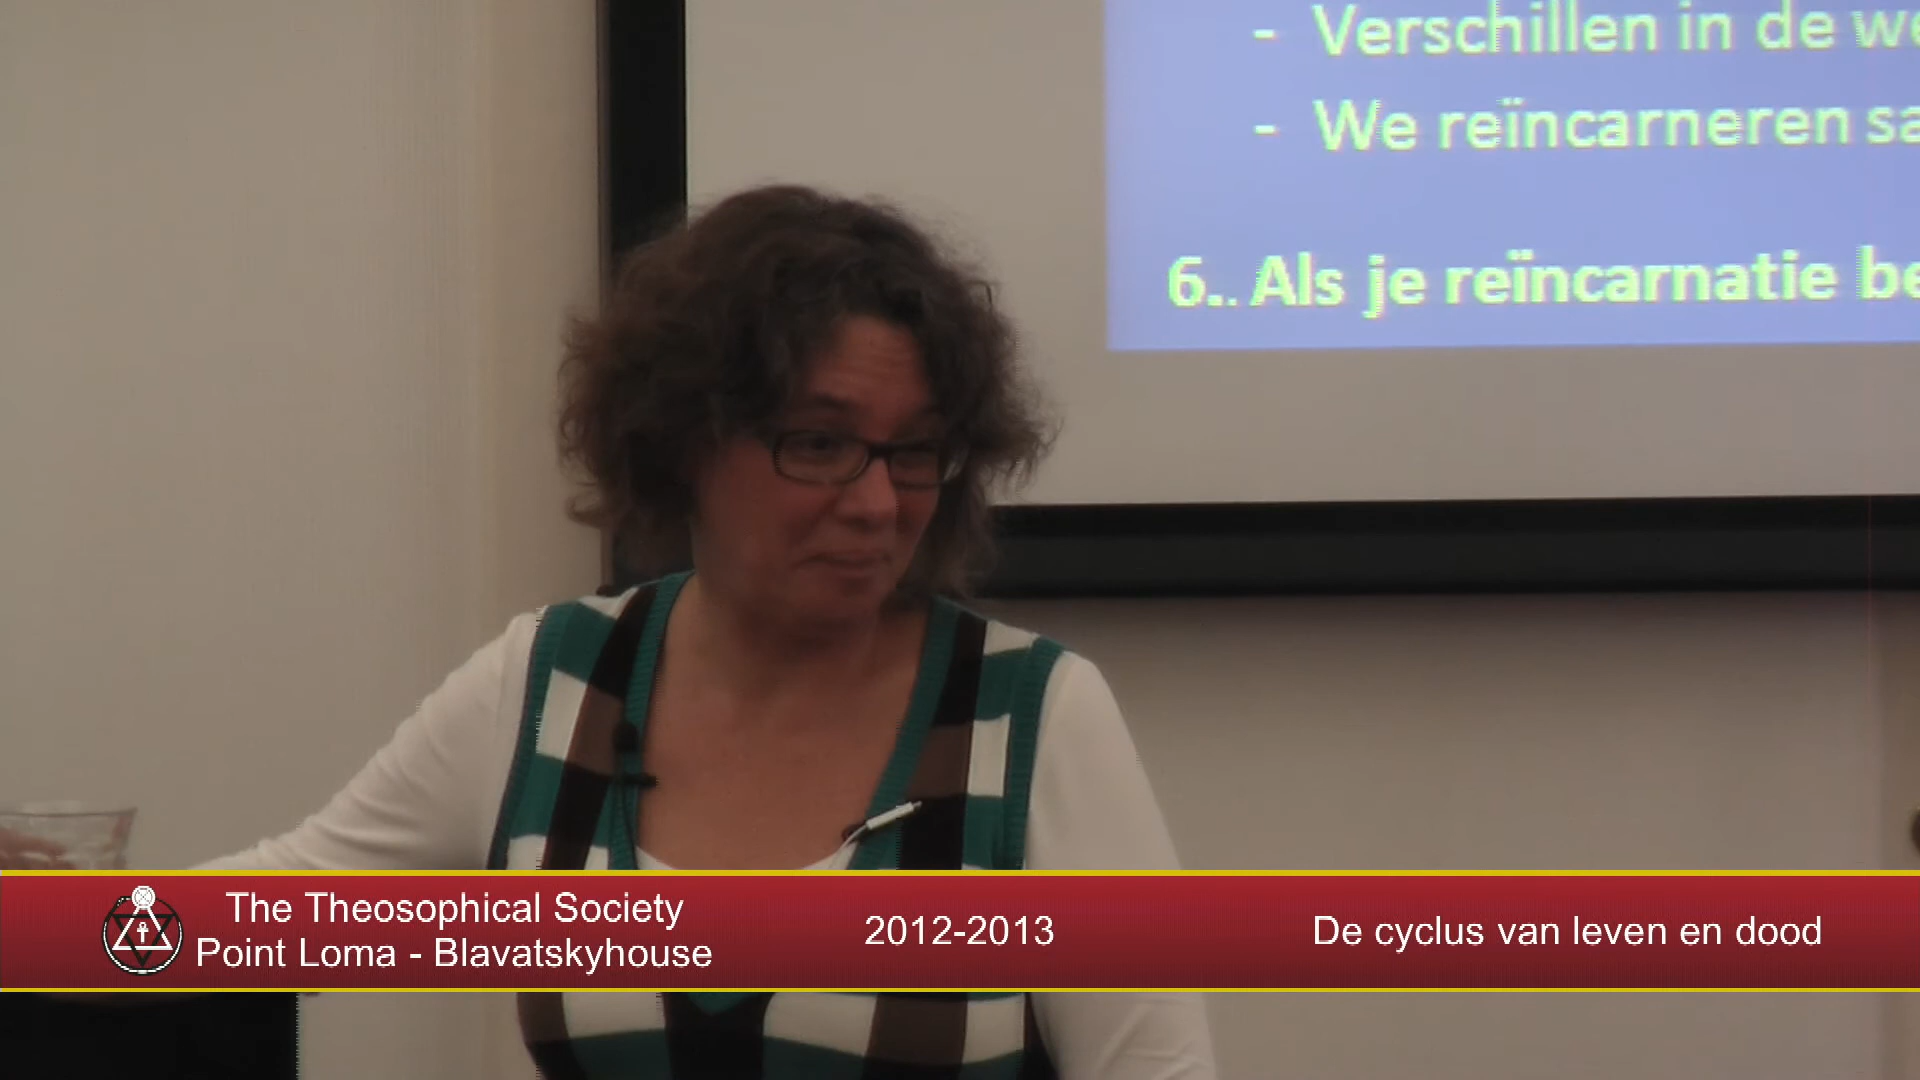 - Verschillen in de
- We reïncarneren
6.. Als je reïncarnatie
The Theosophical Society
Point Loma - Blavatskyhouse
2012-2013
De cyclus van leven en dood